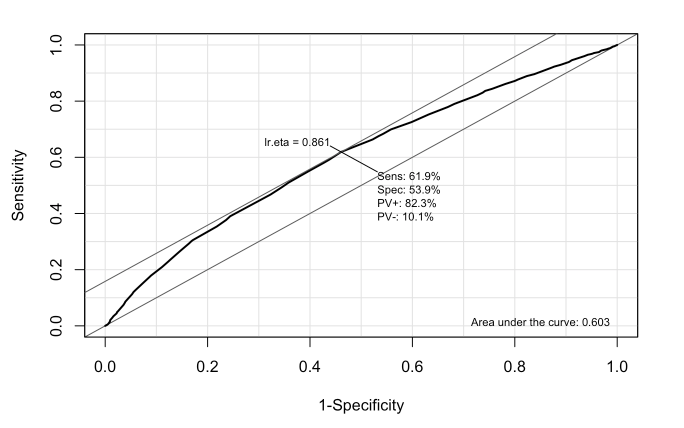 1.0
0.8
0.6
0.4
0.2
0.0
Sensitivity
lr.eta = 0.861
Sens: 61.9%
Spec: 53.9%
PV+: 82.3%
PV-: 10.1%
Area under the curve: 0.603
0.0 0.2 0.4 0.6 0.8 1.0
1-Specificity